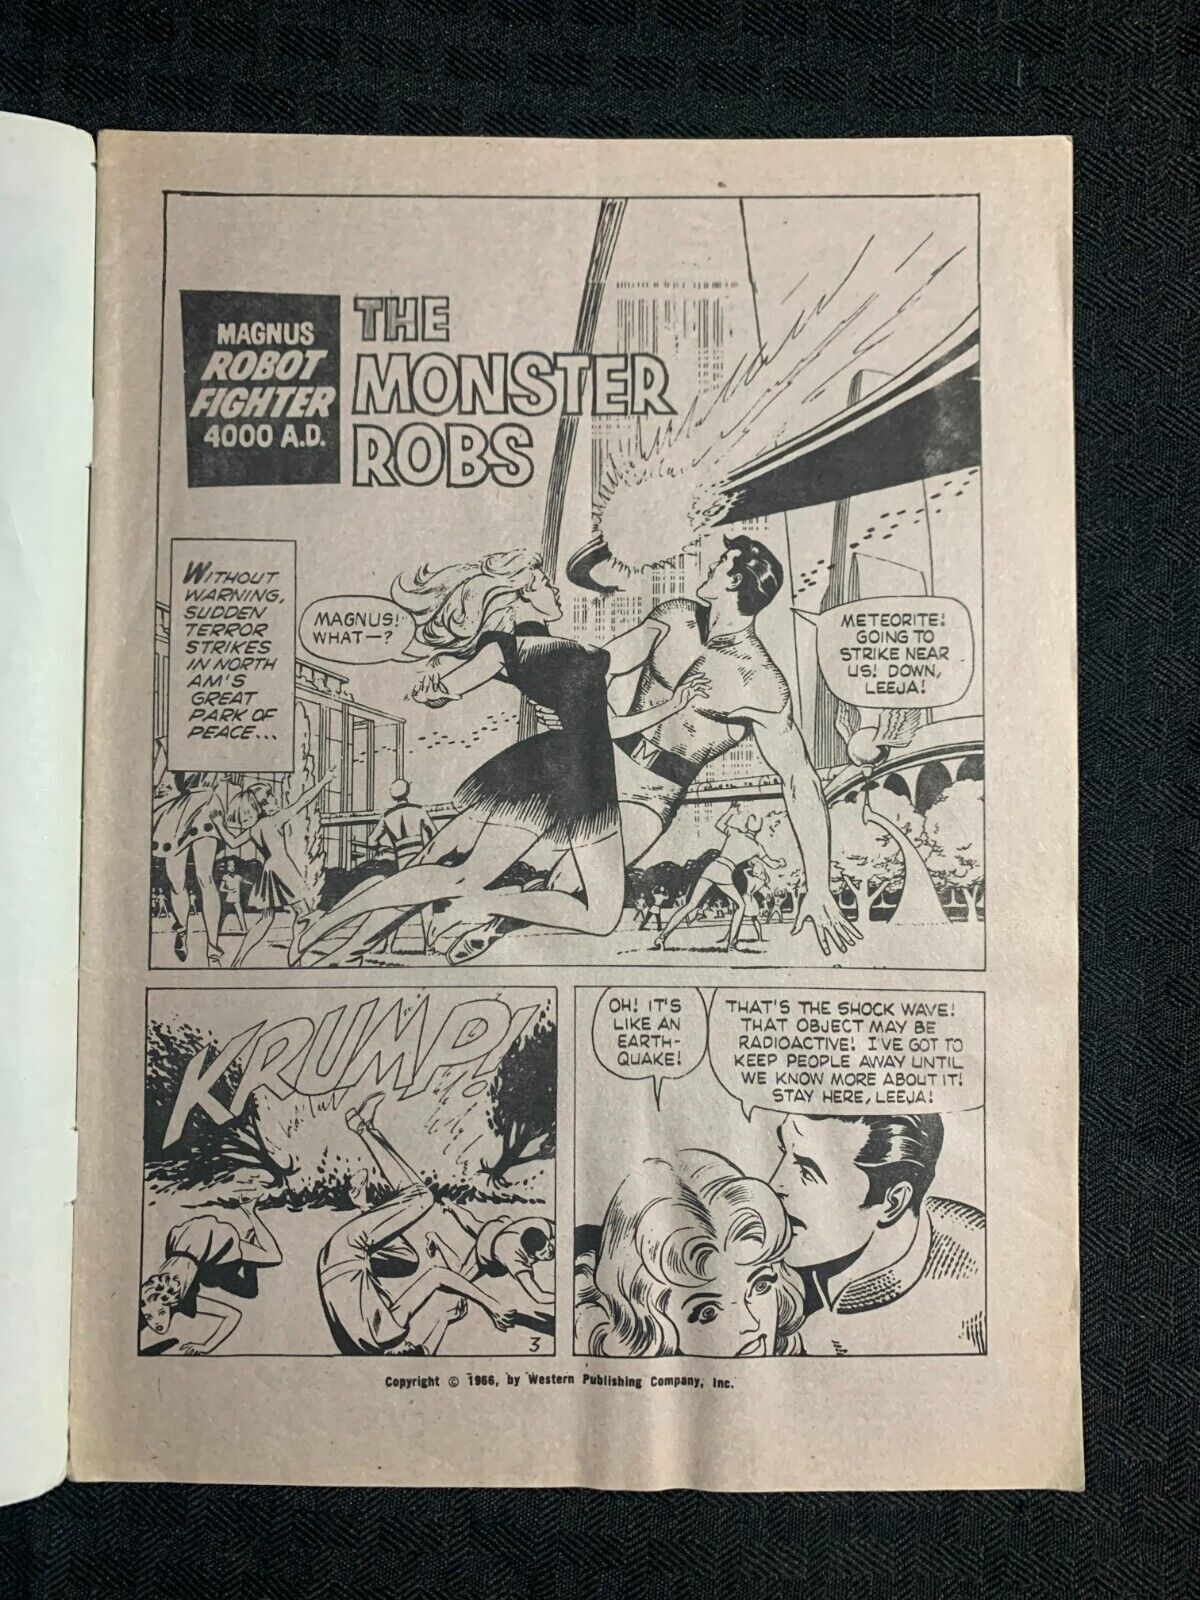 MAGNUS
ROBOT
FIGHTER
4000 A.D.
THE
MONSTER
ROBS
WITHOUT
WARNING,
SUDDEN
TERROR
STRIKES
IN NORTH
AM'S
GREAT
PARK OF
PEACE...
MAGNUS!
WHAT—?
METEORITE!
GOING TO
STRIKE NEAR
US! DOWN,
LEEJA!
M
KRUMP!
3
OH! IT'S
LIKE AN
EARTH-
QUAKE!
THAT'S THE SHOCK WAVE!
THAT OBJECT MAY BE
RADIOACTIVE! I'VE GOT TO
KEEP PEOPLE AWAY UNTIL
WE KNOW MORE ABOUT IT!
STAY HERE, LEEJA!
Copyright © 1966, by Western Publishing Company, Inc.